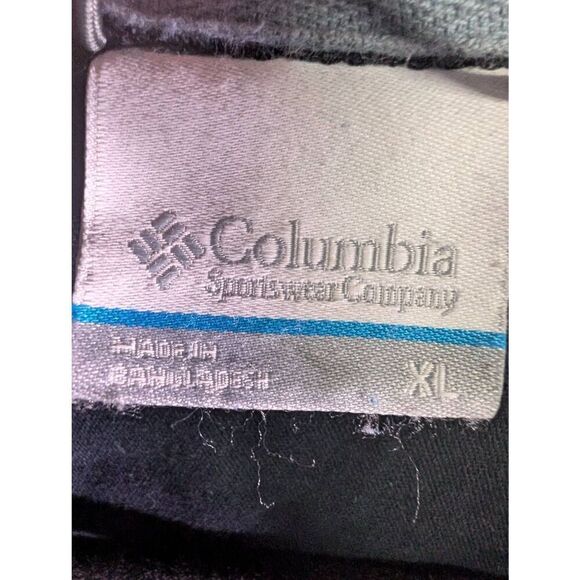 Columbia
Sportswear Company
MADE IN
BANGLADESH
XL